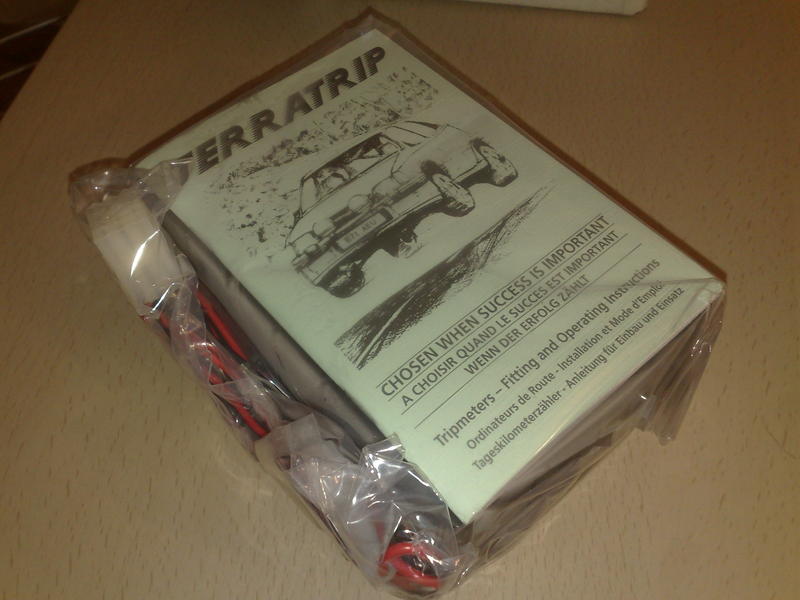 TERRATRIP
CHOSEN WHEN SUCCESS IS IMPORTANT
A CHOISIR QUAND LE SUCCES EST IMPORTANT
WENN DER ERFOLG ZÄHLT
Tripmeters – Fitting and Operating Instructions
Ordinateurs de Route - Installation et Mode d'Emploi
Tageskilometerzähler - Anleitung für Einbau und Einsatz